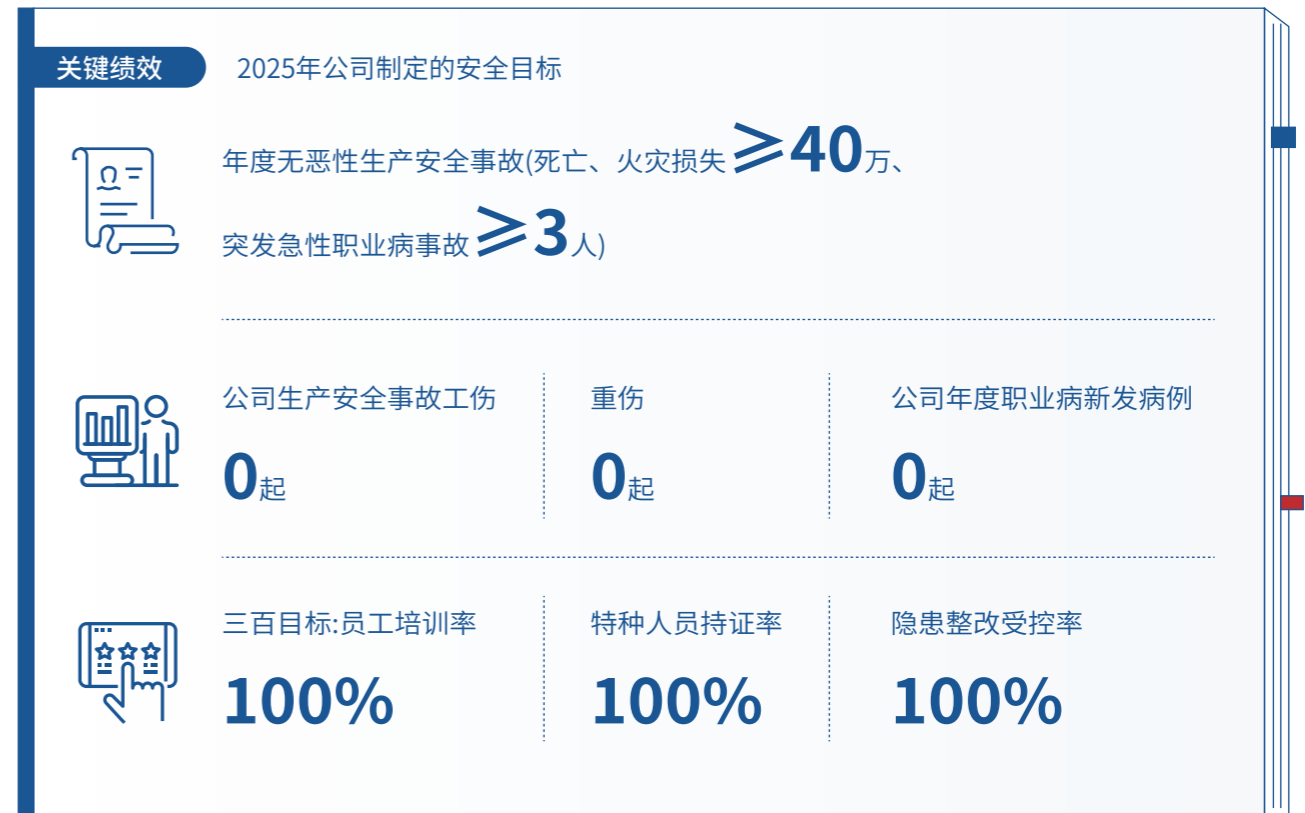 关键绩效 2025年公司制定的安全目标
年度无恶性生产安全事故(死亡、火灾损失≥40万、
突发急性职业病事故≥3人)
公司生产安全事故工伤 重伤 公司年度职业病新发病例
0起 0起 0起
三百目标:员工培训率 特种人员持证率 隐患整改受控率
100% 100% 100%